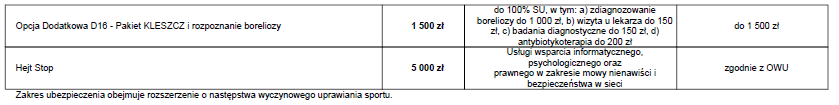 do 100% SU, w tym: a) zdiagnozowanie
boreliozy do 1 000 zł, b) wizyta u lekarza do 150
Opcja Dodatkowa D16 - Pakiet KLESZCZ i rozpoznanie boreliozy
1 500 zł
zł, c) badania diagnostyczne do 150 zł, d)
do 1 500 zł
antybiotykoterapia do 200 zł
Usługi wsparcia informatycznego,
psychologicznego oraz
Hejt Stop
5 000 zł
prawnego w zakresie mowy nienawiści i
zgodnie z OWU
bezpieczeństwa w sieci
Zakres ubezpieczenia obejmuje rozszerzenie o następstwa wyczynowego uprawiania sportu.